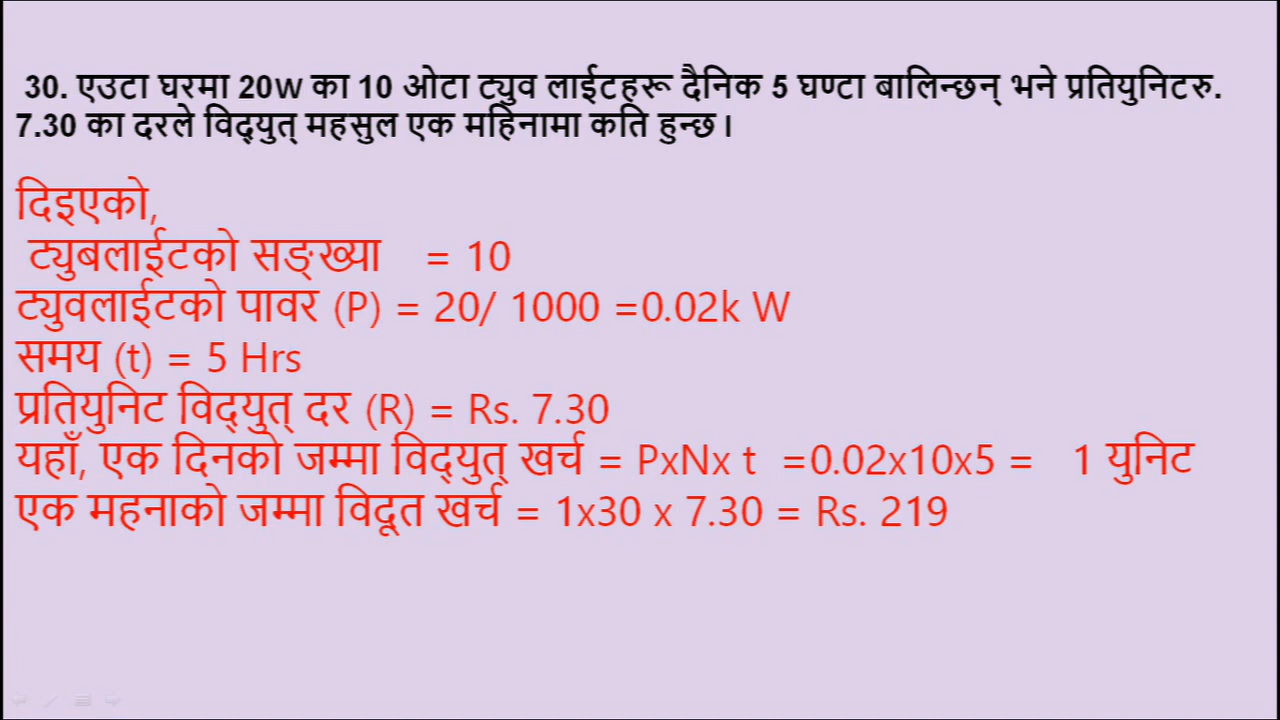 30. एउटा घरमा 20W का 10 ओटा ट्युव लाईटहरू दैनिक 5 घण्टा बालिन्छन् भने प्रतियुनिटरु.
7.30 का दरले विद्युत् महसुल एक महिनामा कति हुन्छ ।
दिइएको,
ट्युबलाईटको सङ्ख्या = 10
ट्युवलाईटको पावर (P) = 20/ 1000 =0.02k W
समय (t) = 5 Hrs
प्रतियुनिट विद्युत् दर (R) = Rs. 7.30
यहाँ, एक दिनको जम्मा विद्युत् खर्च = PxNx t =0.02x10x5 = 1 युनिट
एक महनाको जम्मा विदूत खर्च = 1x30 x 7.30 = Rs. 219